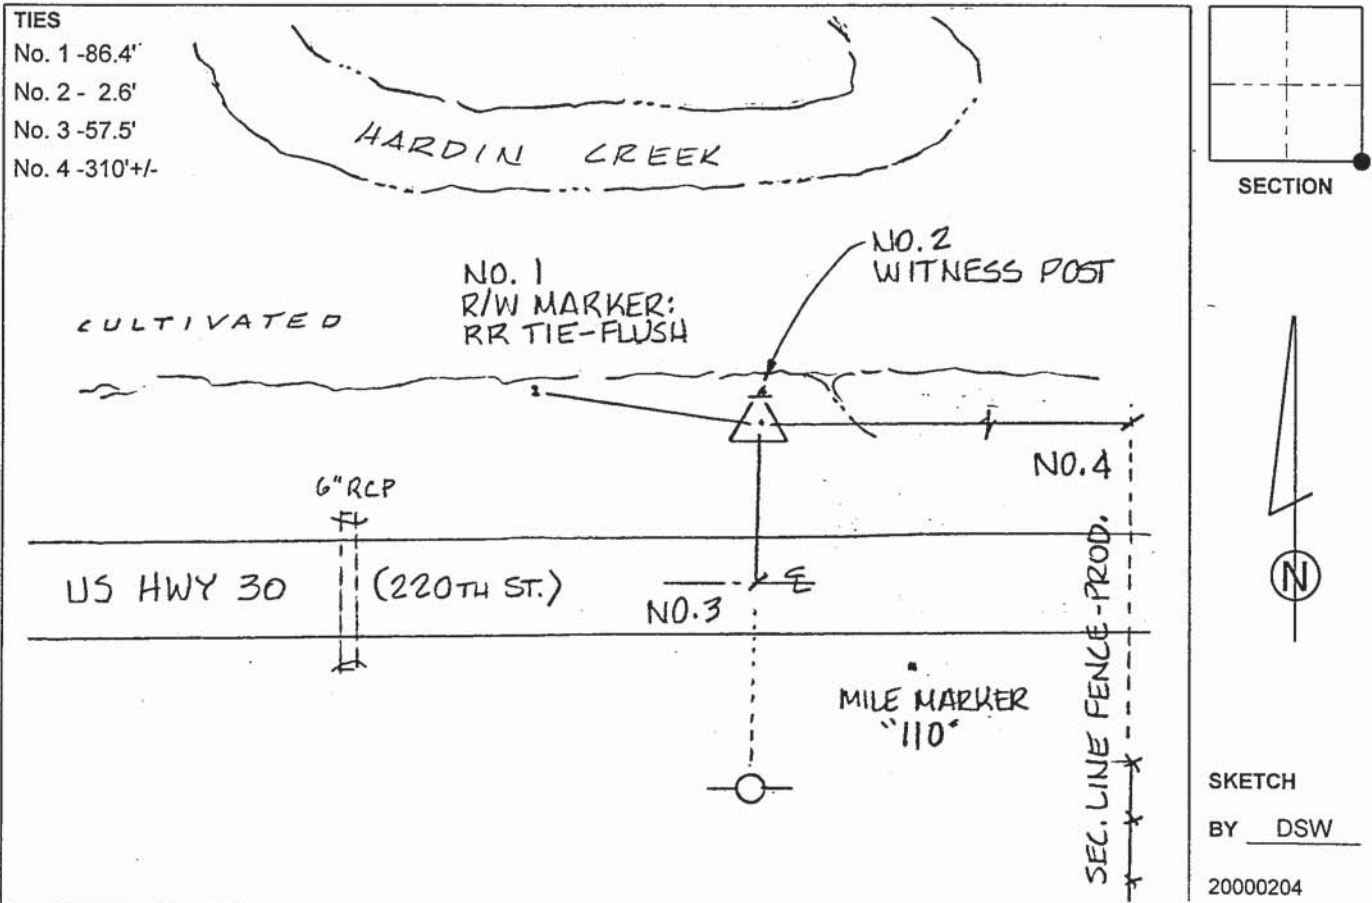 TIES
No. 1 -86.4'
No. 2 - 2.6'
No. 3 -57.5'
No. 4 -310'+/-
HARDIN CREEK
SECTION
NO. 1
R/W MARKER:
RR TIE-FLUSH
NO. 2
WITNESS POST
CULTIVATED
NO. 4
6" RCP
US HWY 30 (220TH ST.)
NO. 3
℄
N
MILE MARKER
"110"
SEC. LINE FENCE-PROD.
SKETCH
BY DSW
20000204